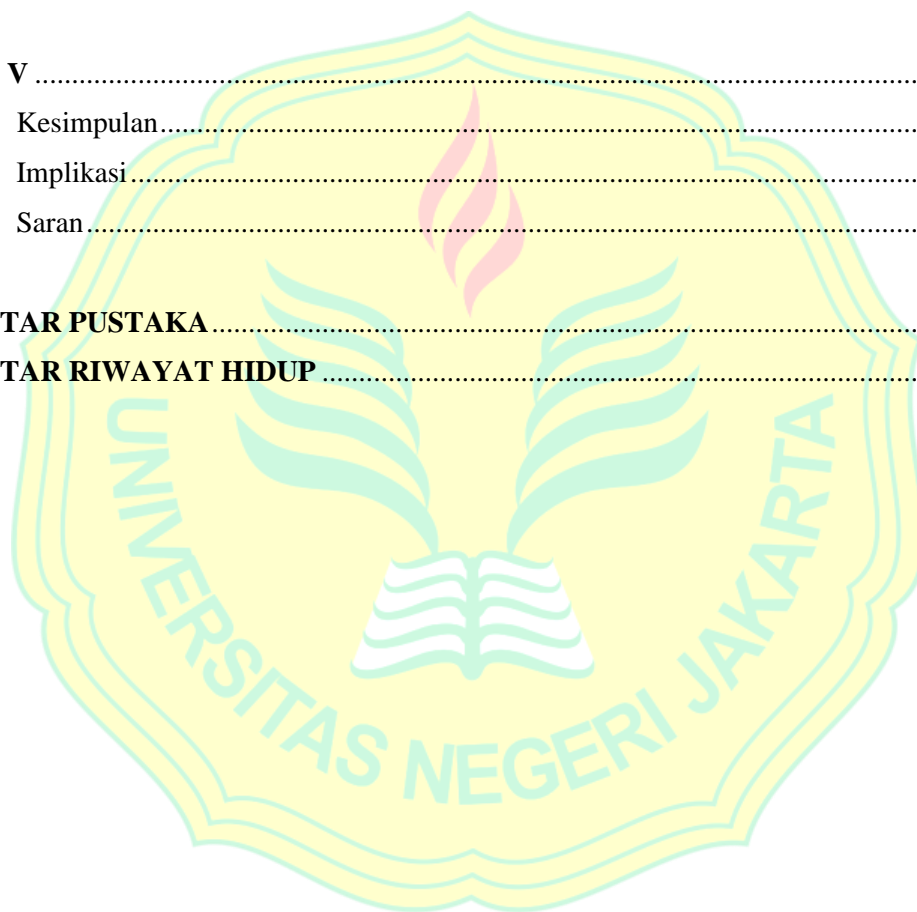 V ........................................................................................................................
Kesimpulan........................................................................................................
Implikasi............................................................................................................
Saran..................................................................................................................
TAR PUSTAKA................................................................................................
TAR RIWAYAT HIDUP ................................................................................
UNIVERSITAS NEGERI JAKARTA